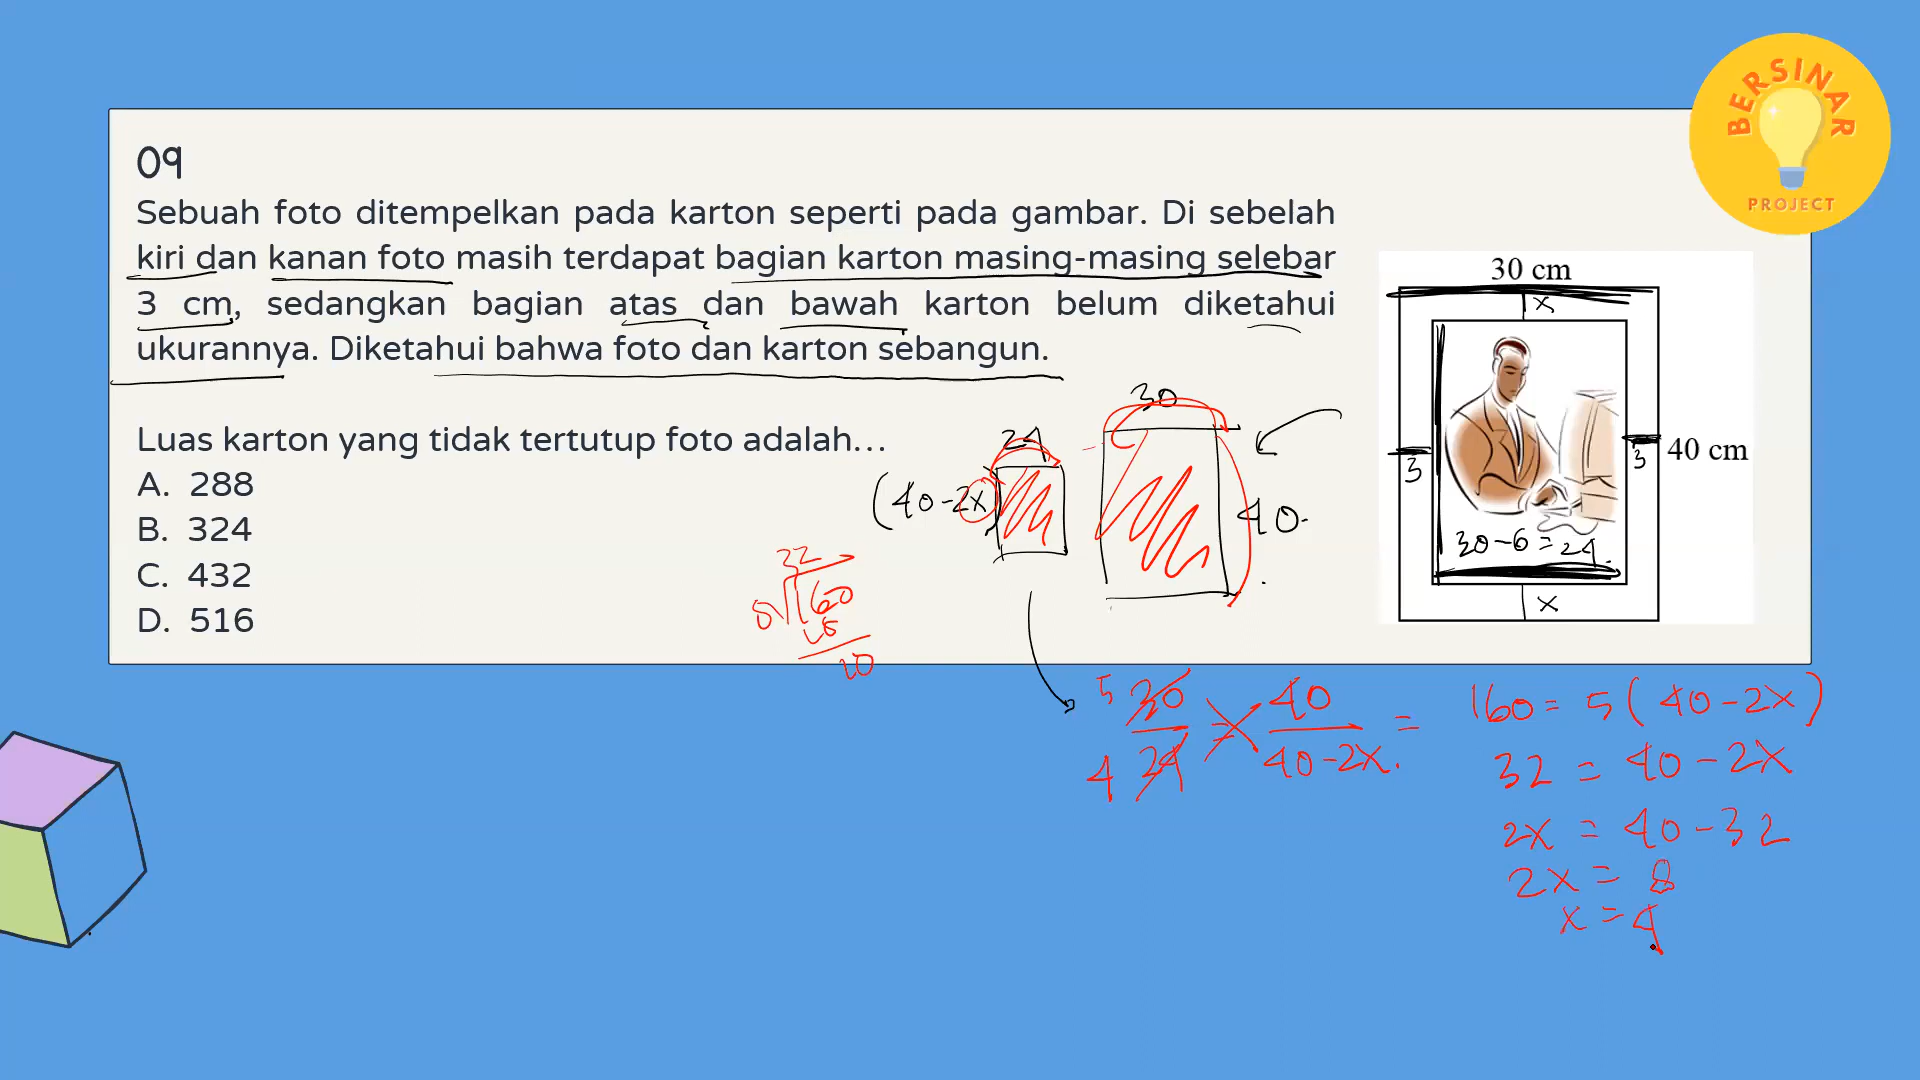 BERSINAR
PROJECT
09
Sebuah foto ditempelkan pada karton seperti pada gambar. Di sebelah
kiri dan kanan foto masih terdapat bagian karton masing-masing selebar
3 cm, sedangkan bagian atas dan bawah karton belum diketahui
ukurannya. Diketahui bahwa foto dan karton sebangun.
Luas karton yang tidak tertutup foto adalah...
A. 288
B. 324
C. 432
D. 516
30 cm
x
3
3
40 cm
30-6=24
x
30
24
(40-2x)
40
32
160
10
5 30 40 =
4 24 = 40-2x
160 = 5(40-2x)
32 = 40-2x
2x = 40-32
2x = 8
x = 4